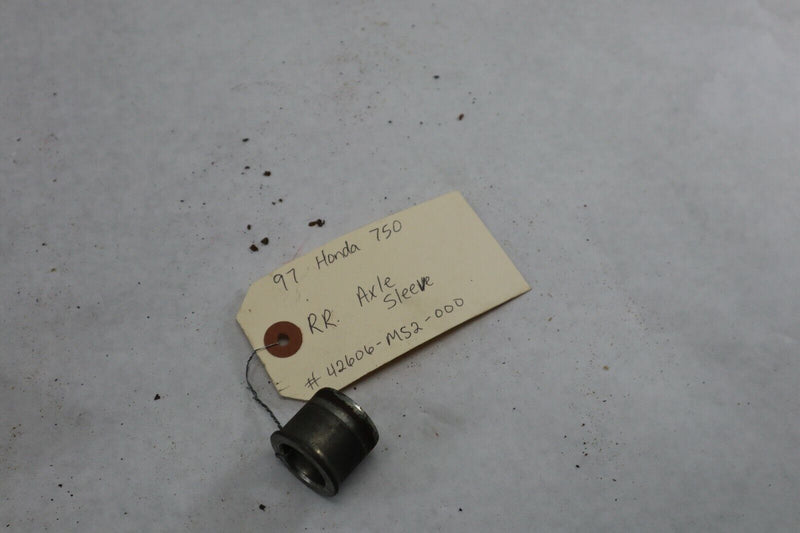 97 Honda 750
RR. Axle
Sleeve
# 42606-MS2-000